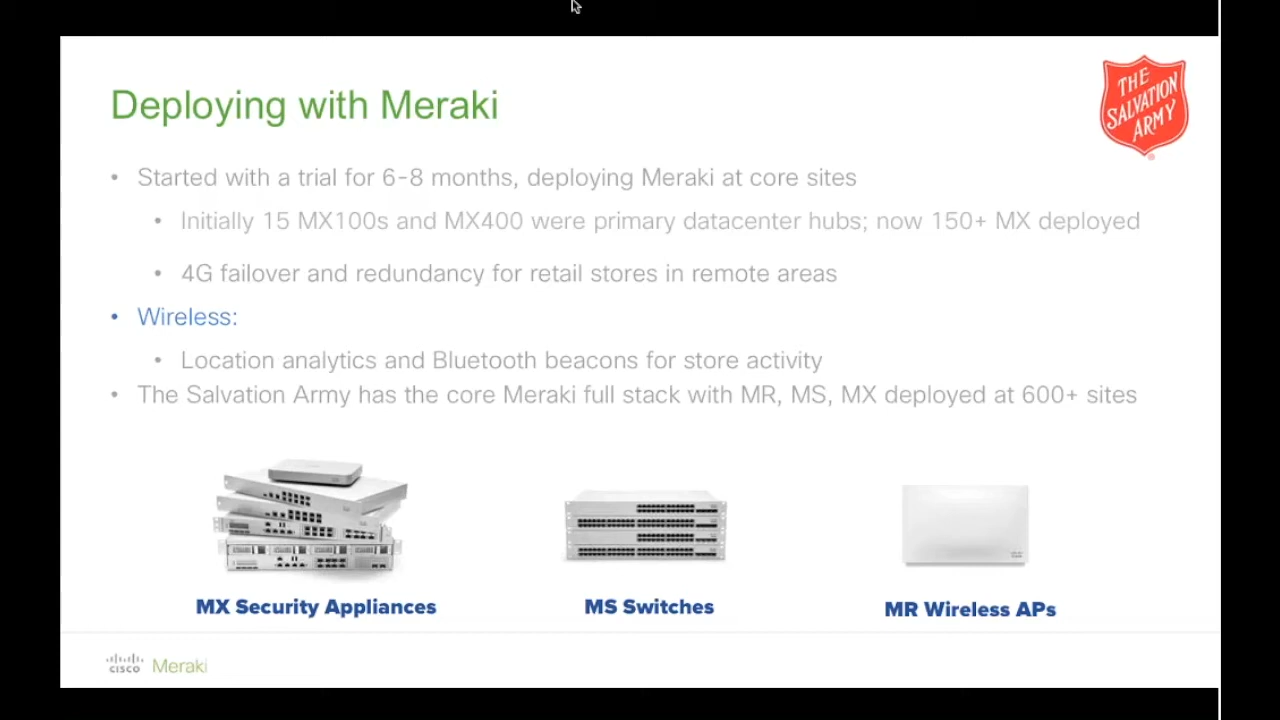 Deploying with Meraki
THE
SALVATION
ARMY
• Started with a trial for 6-8 months, deploying Meraki at core sites
• Initially 15 MX100s and MX400 were primary datacenter hubs; now 150+ MX deployed
• 4G failover and redundancy for retail stores in remote areas
• Wireless:
• Location analytics and Bluetooth beacons for store activity
• The Salvation Army has the core Meraki full stack with MR, MS, MX deployed at 600+ sites
MX Security Appliances
MS Switches
MR Wireless APs
CISCO Meraki